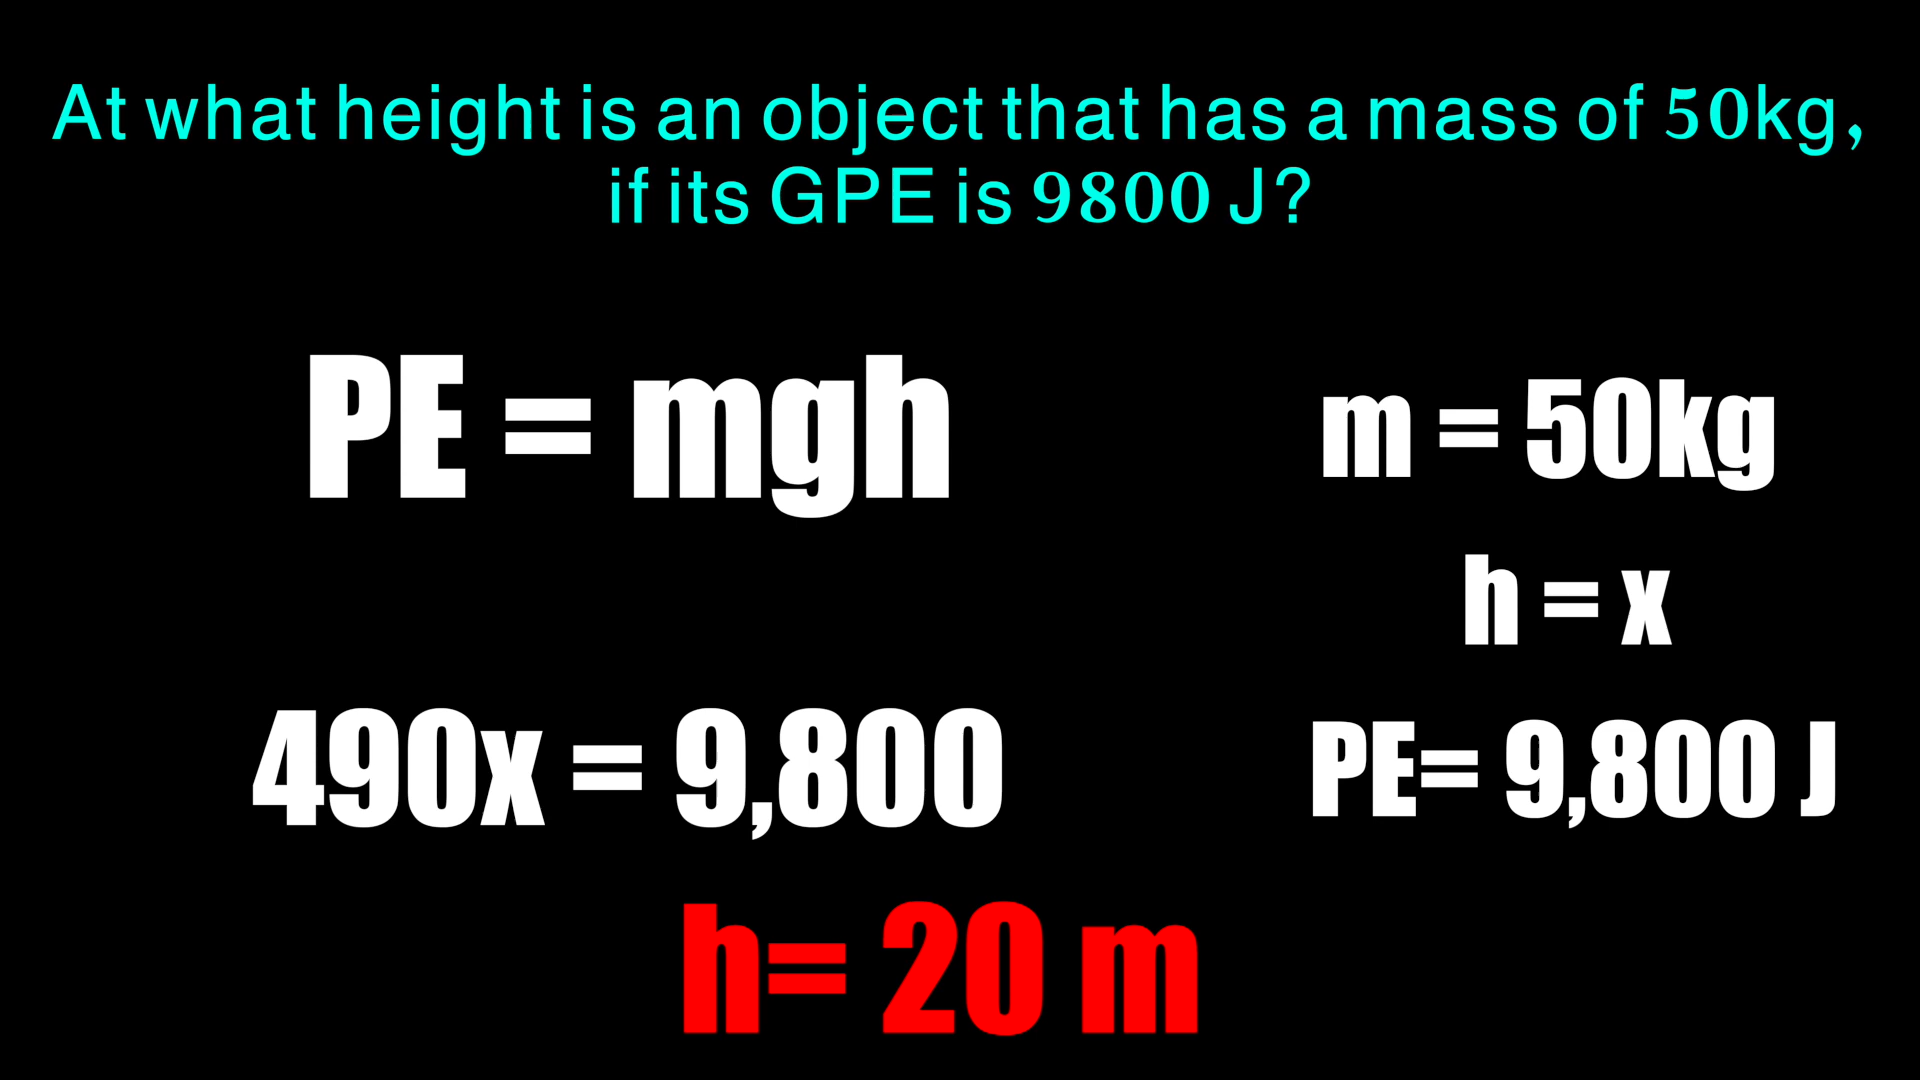 At what height is an object that has a mass of 50kg,
if its GPE is 9800 J?
PE = mgh
m = 50kg
h = x
490x = 9,800
PE= 9,800 J
h= 20 m